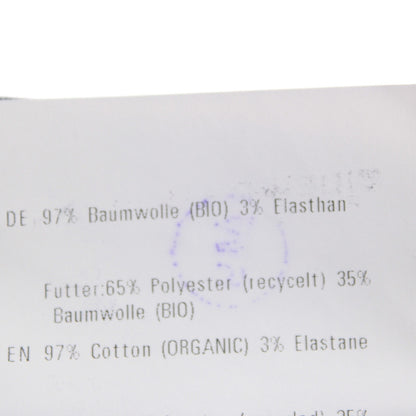 DE 97% Baumwolle (BIO) 3% Elasthan
Futter:65% Polyester (recycelt) 35%
Baumwolle (BIO)
EN 97% Cotton (ORGANIC) 3% Elastane
35%